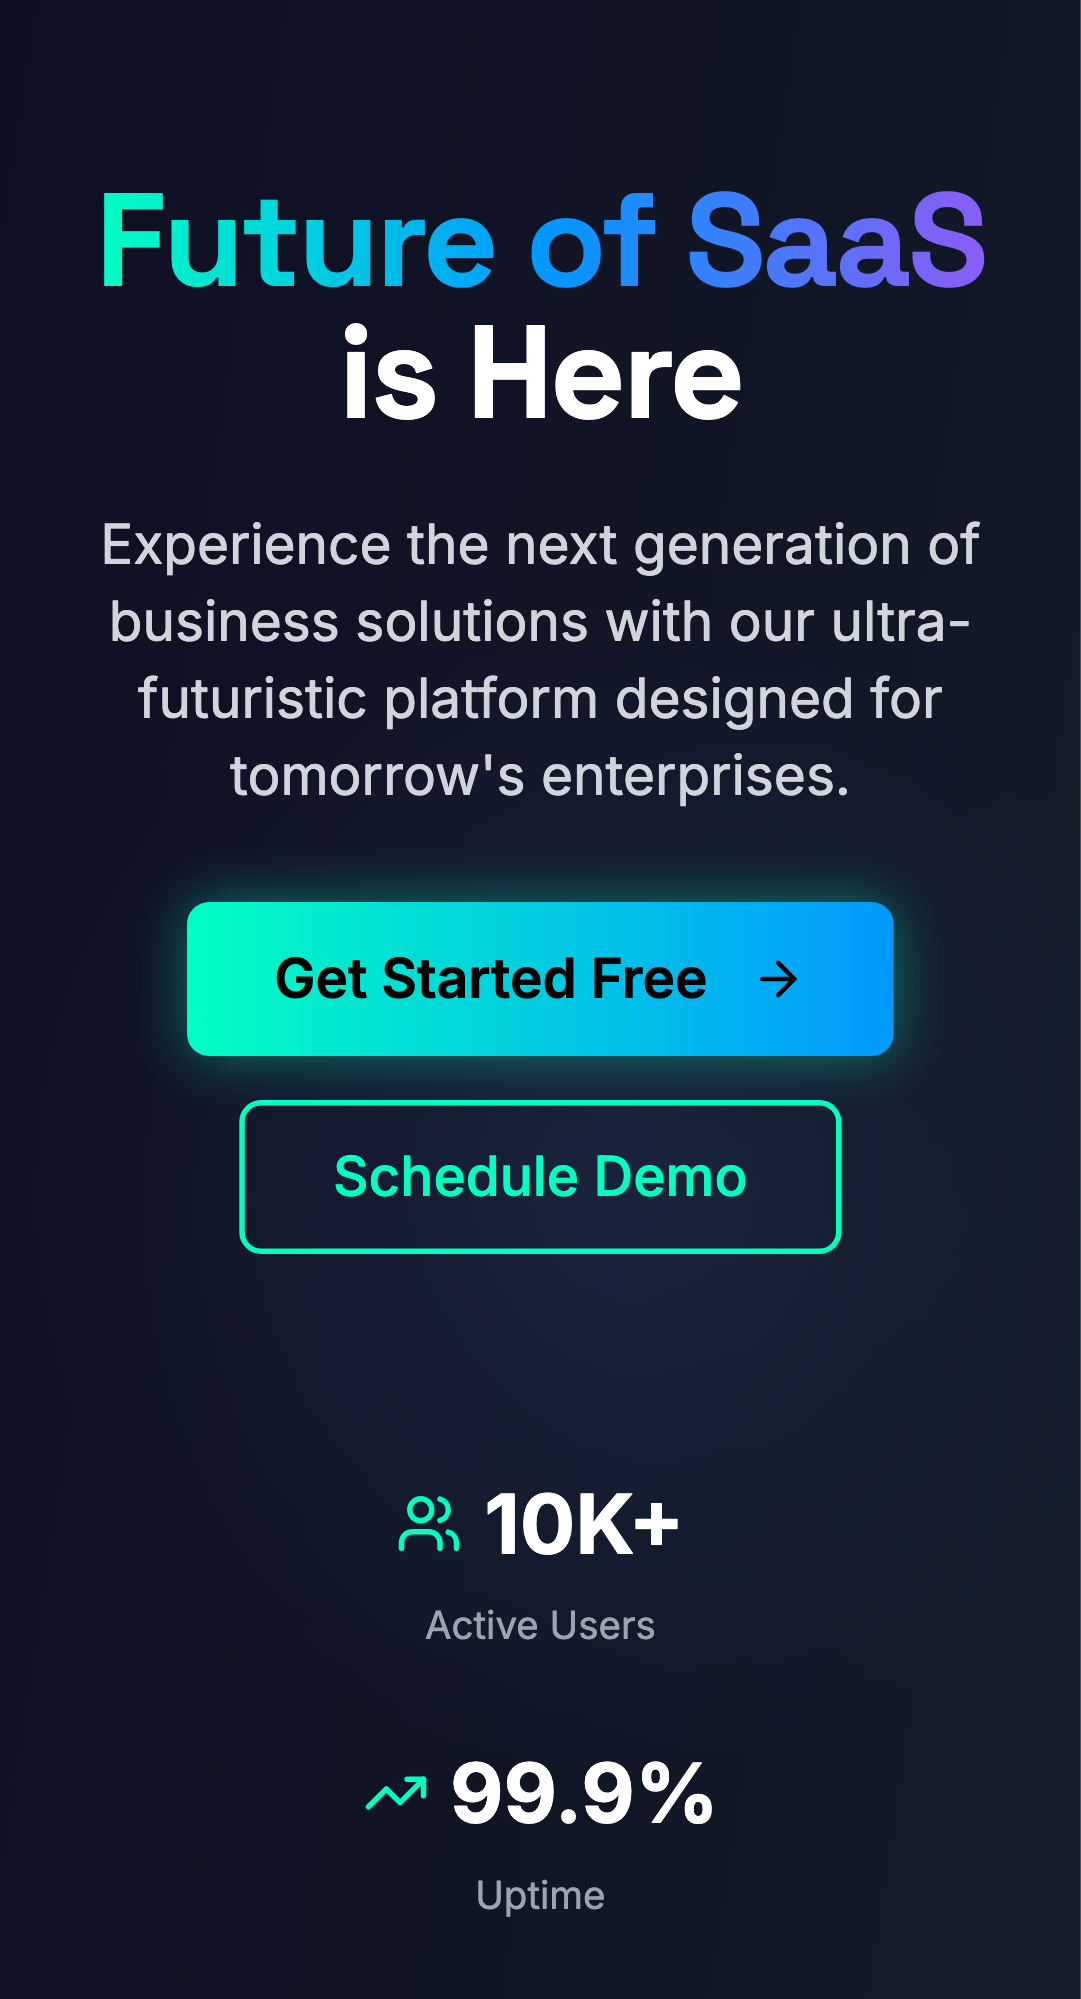 Future of SaaS
is Here
Experience the next generation of
business solutions with our ultra-
futuristic platform designed for
tomorrow's enterprises.
Get Started Free
Schedule Demo
10K+
Active Users
99.9%
Uptime